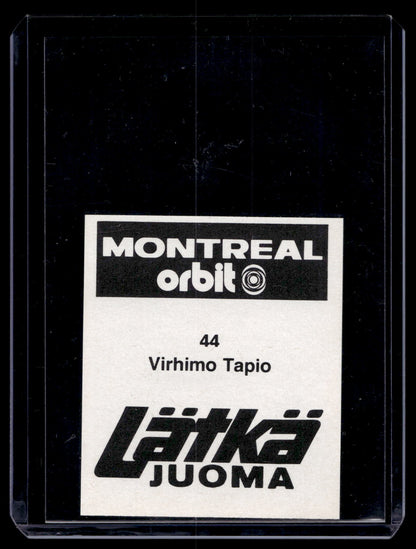 MONTREAL
orbit
44
Virhimo Tapio
Lätkä
JUOMA